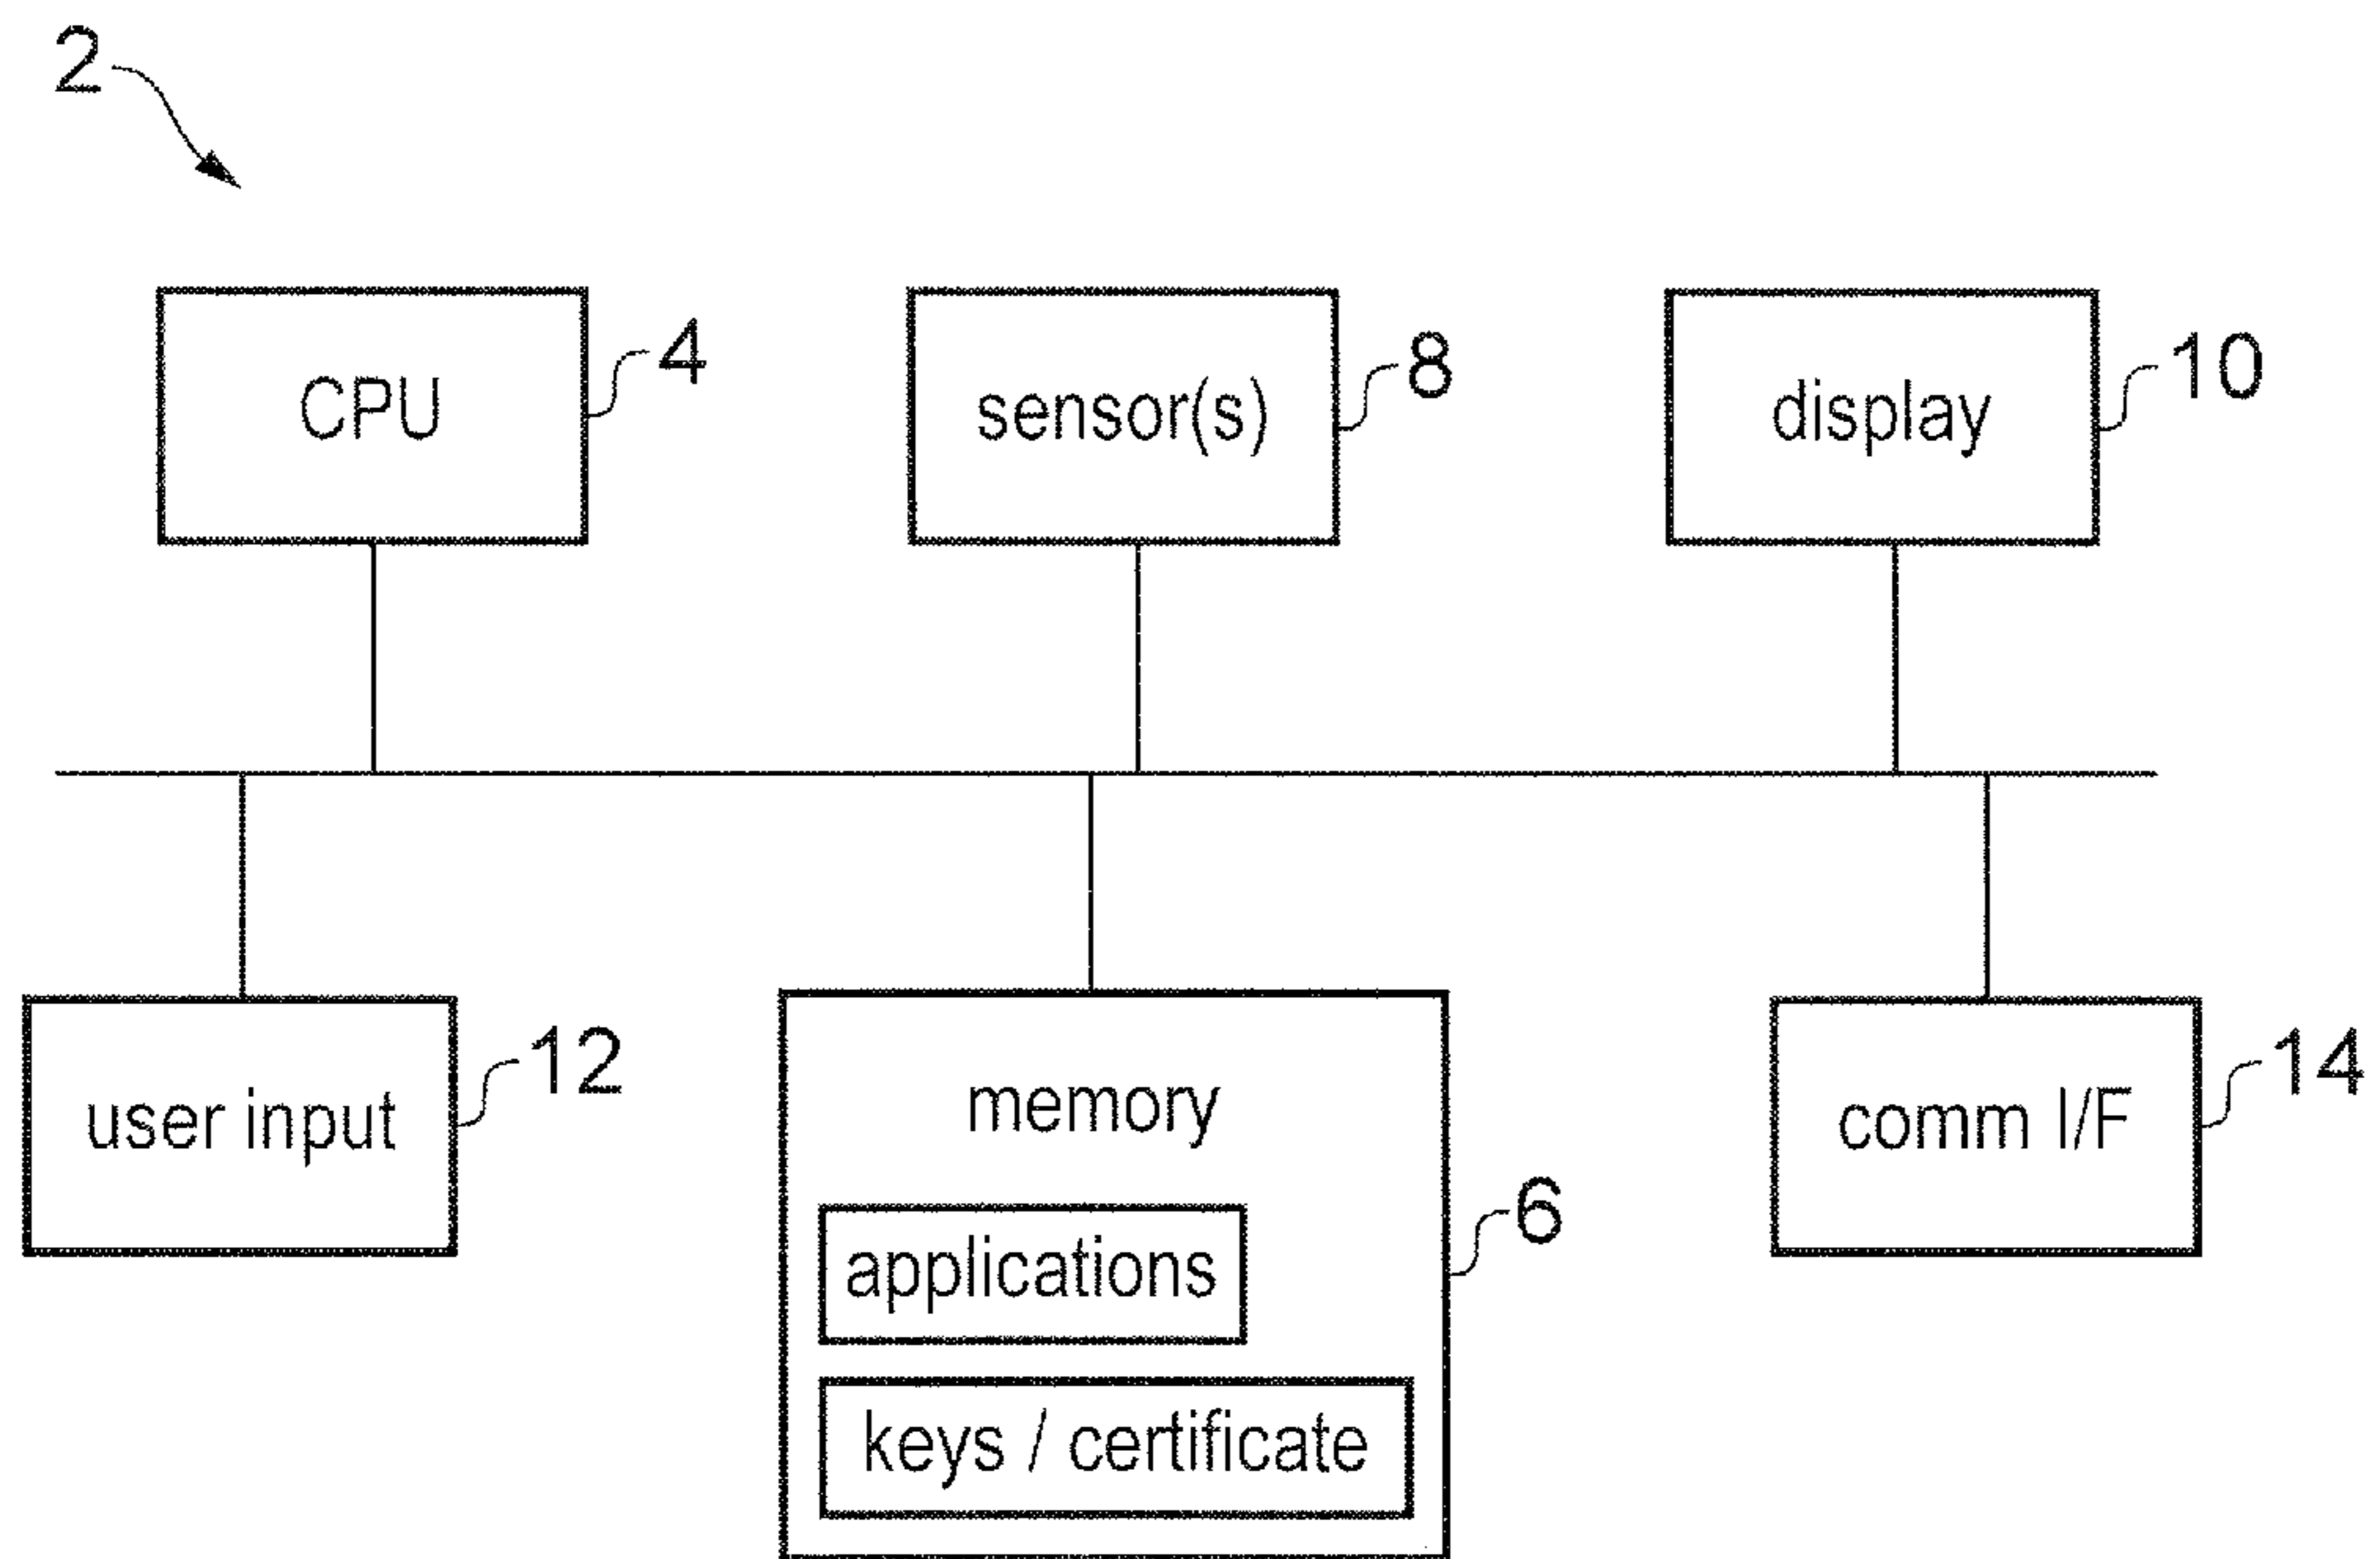 2
CPU
4
sensor(s)
8
display
10
user input
12
memory
applications
keys / certificate
6
comm I/F
14